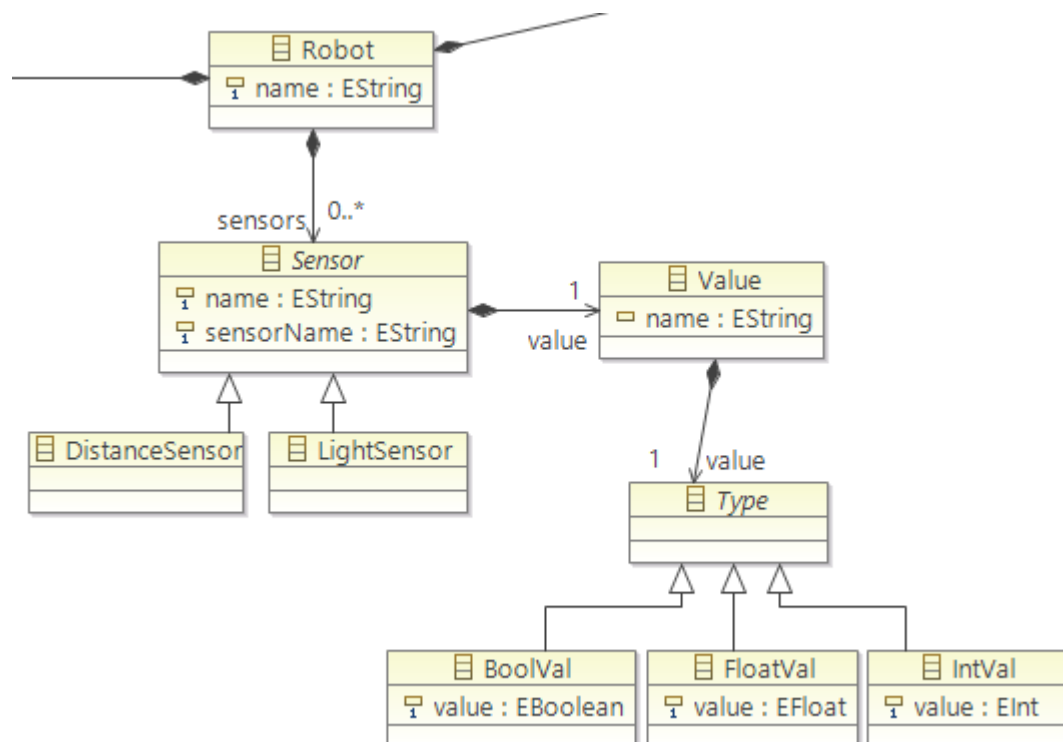 Robot
name : EString
sensors
0..*
Sensor
name : EString
sensorName : EString
1
value
Value
name : EString
DistanceSensor
LightSensor
1
value
Type
BoolVal
value : EBoolean
FloatVal
value : EFloat
IntVal
value : EInt